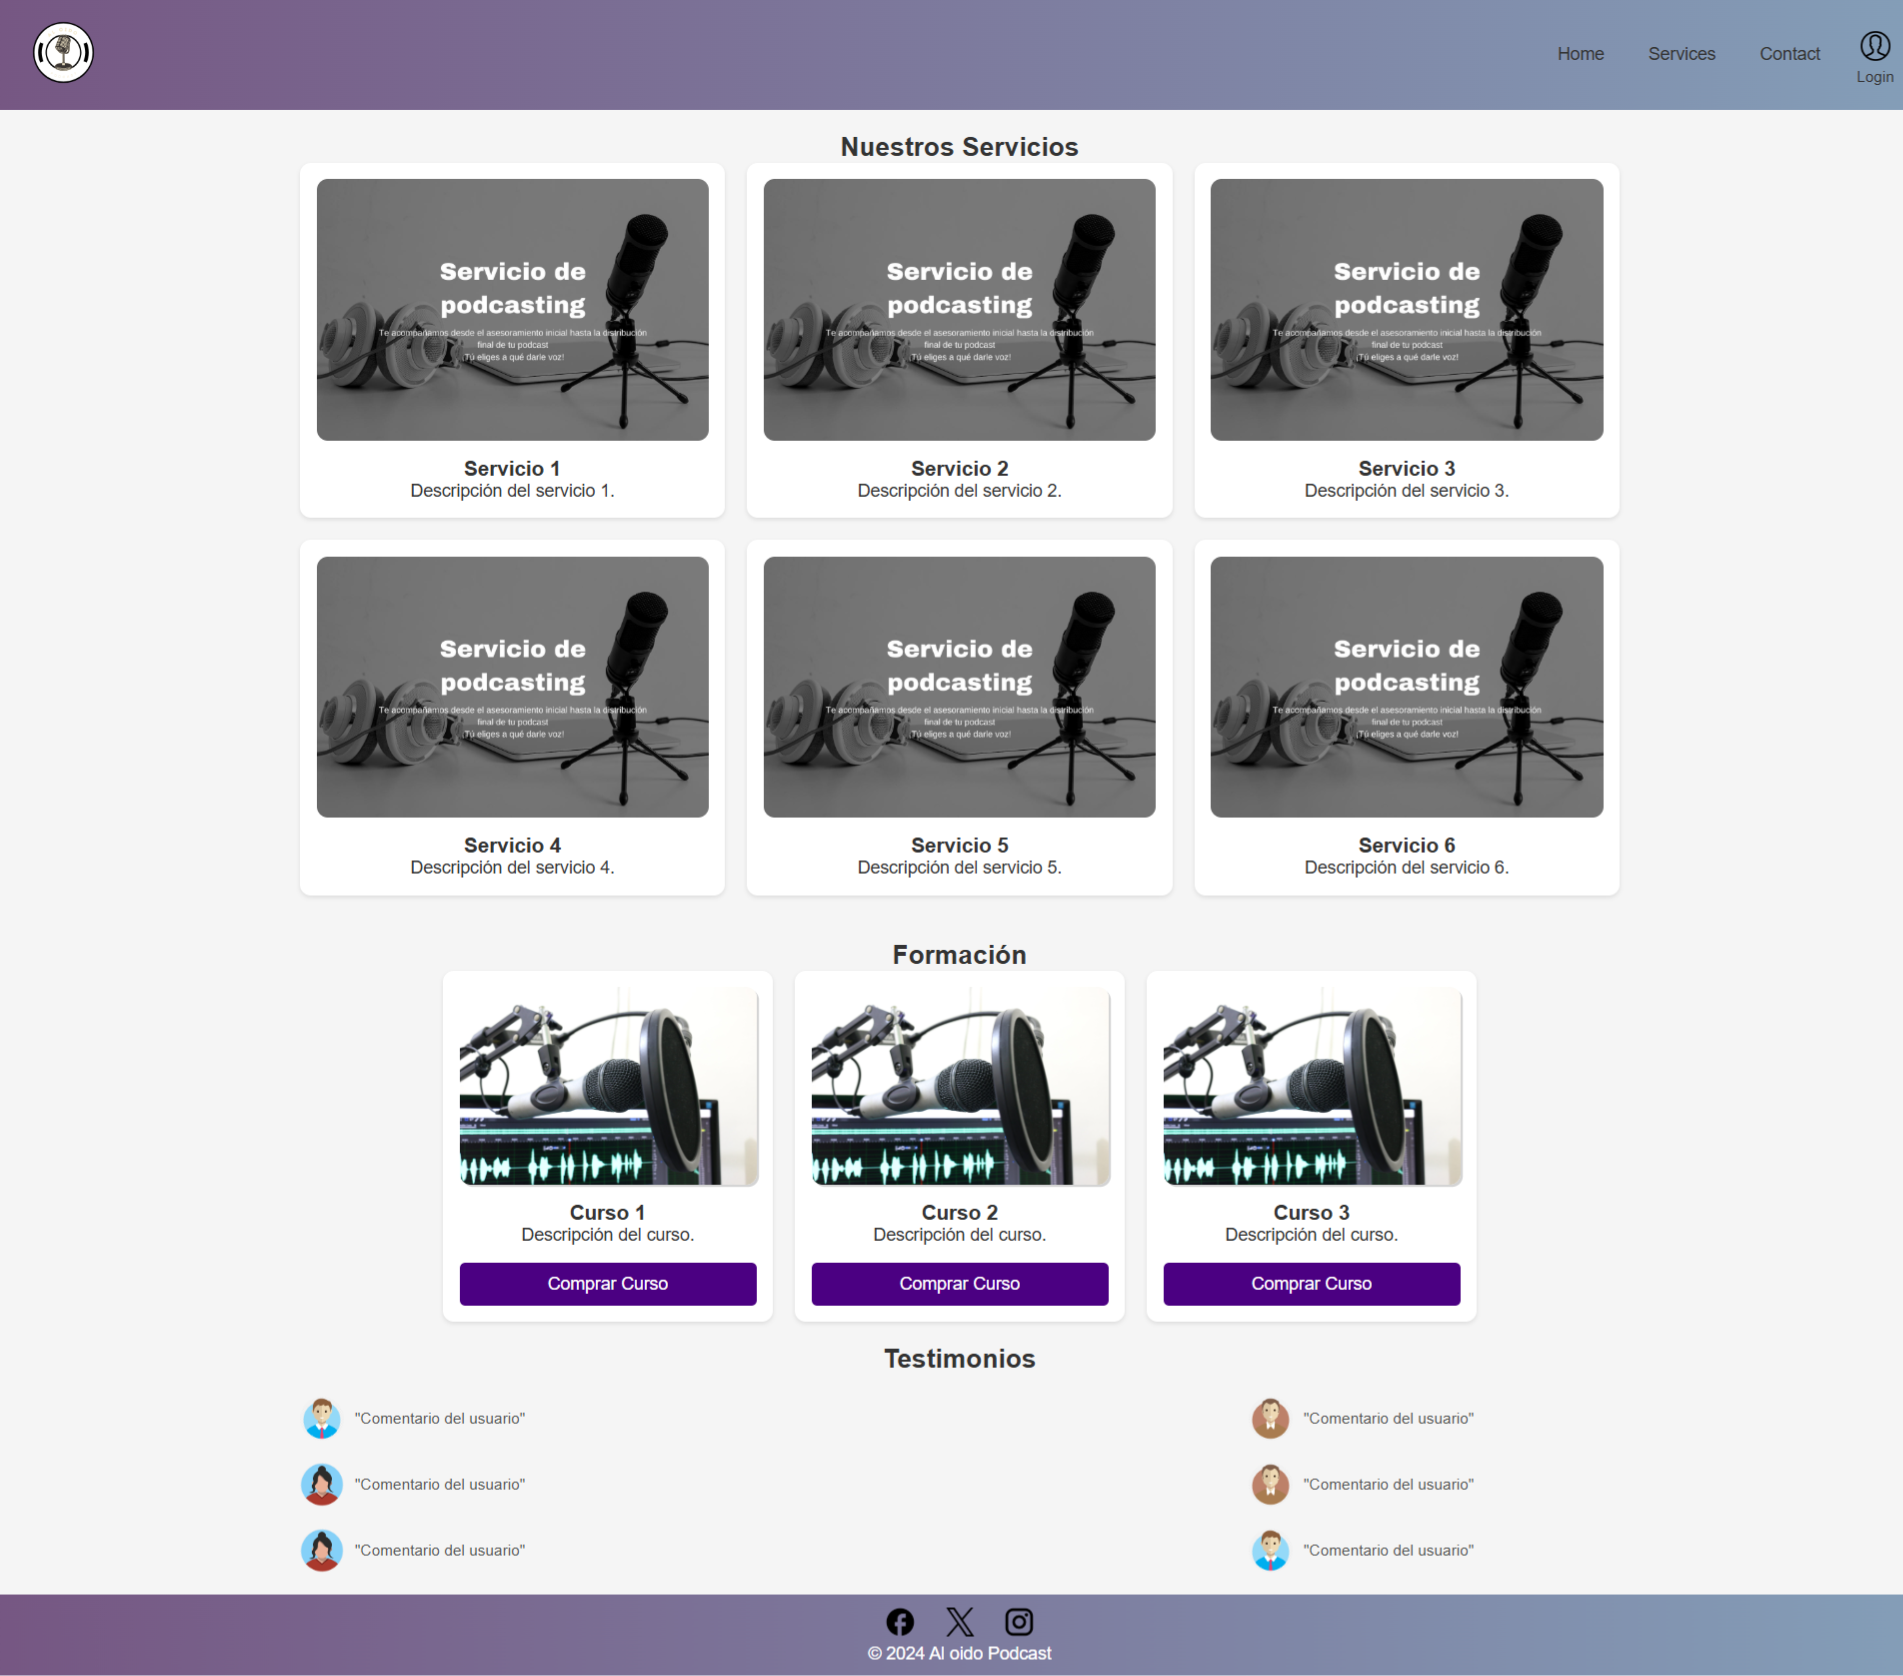 Home Services Contact Login
Nuestros Servicios
Servicio de
podcasting
Te acompañamos desde el asesoramiento inicial hasta la distribución
final de tu podcast
¡Tú eliges a qué darle voz!
Servicio 1
Descripción del servicio 1.
Servicio de
podcasting
Te acompañamos desde el asesoramiento inicial hasta la distribución
final de tu podcast
¡Tú eliges a qué darle voz!
Servicio 2
Descripción del servicio 2.
Servicio de
podcasting
Te acompañamos desde el asesoramiento inicial hasta la distribución
final de tu podcast
¡Tú eliges a qué darle voz!
Servicio 3
Descripción del servicio 3.
Servicio de
podcasting
Te acompañamos desde el asesoramiento inicial hasta la distribución
final de tu podcast
¡Tú eliges a qué darle voz!
Servicio 4
Descripción del servicio 4.
Servicio de
podcasting
Te acompañamos desde el asesoramiento inicial hasta la distribución
final de tu podcast
¡Tú eliges a qué darle voz!
Servicio 5
Descripción del servicio 5.
Servicio de
podcasting
Te acompañamos desde el asesoramiento inicial hasta la distribución
final de tu podcast
¡Tú eliges a qué darle voz!
Servicio 6
Descripción del servicio 6.
Formación
Curso 1
Descripción del curso.
Comprar Curso
Curso 2
Descripción del curso.
Comprar Curso
Curso 3
Descripción del curso.
Comprar Curso
Testimonios
"Comentario del usuario"
"Comentario del usuario"
"Comentario del usuario"
"Comentario del usuario"
"Comentario del usuario"
"Comentario del usuario"
© 2024 Al oido Podcast